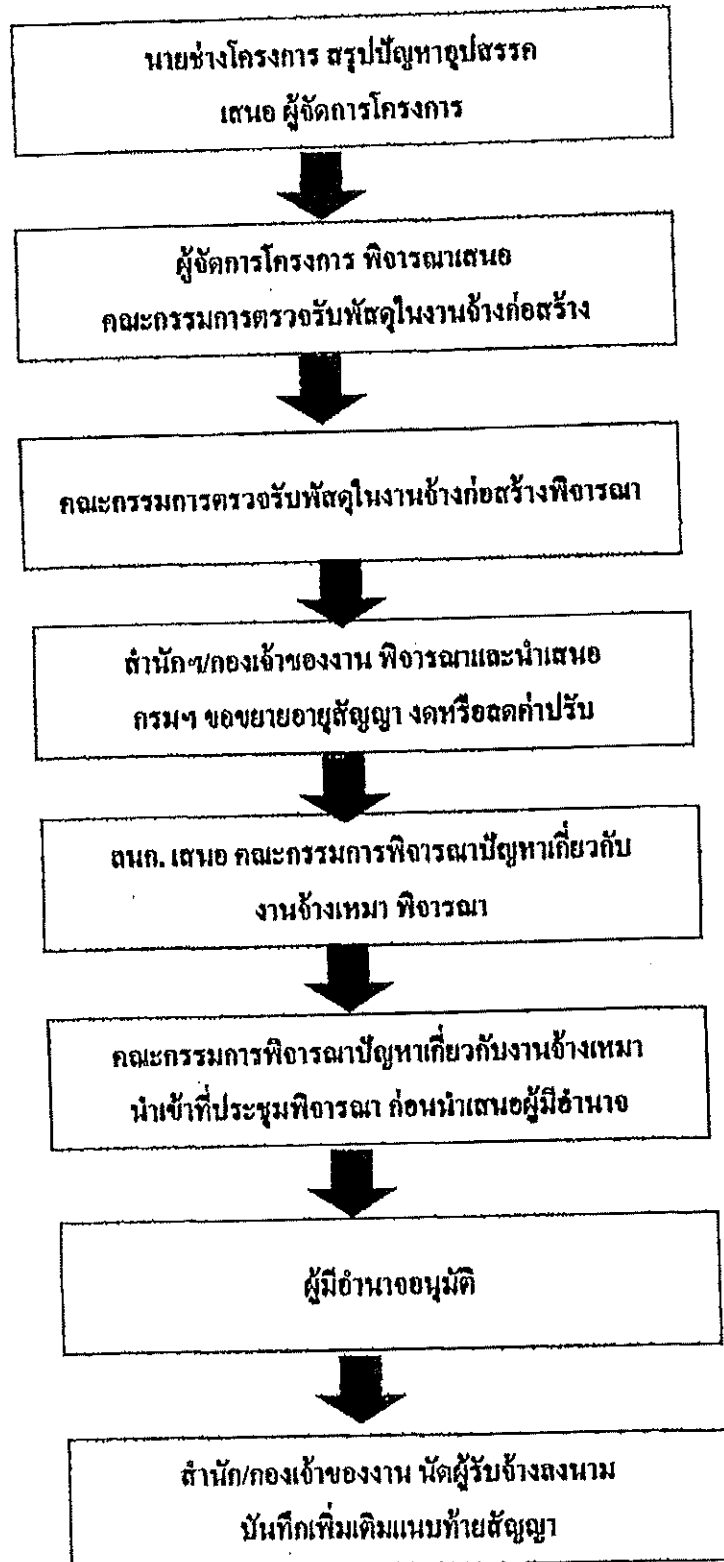 นายช่างโครงการ สรุปปัญหาอุปสรรค
เสนอ ผู้จัดการโครงการ
ผู้จัดการโครงการ พิจารณาเสนอ
คณะกรรมการตรวจรับพัสดุในงานจ้างก่อสร้าง
คณะกรรมการตรวจรับพัสดุในงานจ้างก่อสร้างพิจารณา
สำนักฯ/กองเจ้าของงาน พิจารณาและนำเสนอ
กรมฯ ขอขยายอายุสัญญา งดหรือลดค่าปรับ
ลนก. เสนอ คณะกรรมการพิจารณาปัญหาเกี่ยวกับ
งานจ้างเหมา พิจารณา
คณะกรรมการพิจารณาปัญหาเกี่ยวกับงานจ้างเหมา
นำเข้าที่ประชุมพิจารณา ก่อนนำเสนอผู้มีอำนาจ
ผู้มีอำนาจอนุมัติ
สำนัก/กองเจ้าของงาน นัดผู้รับจ้างลงนาม
บันทึกเพิ่มเติมแนบท้ายสัญญา